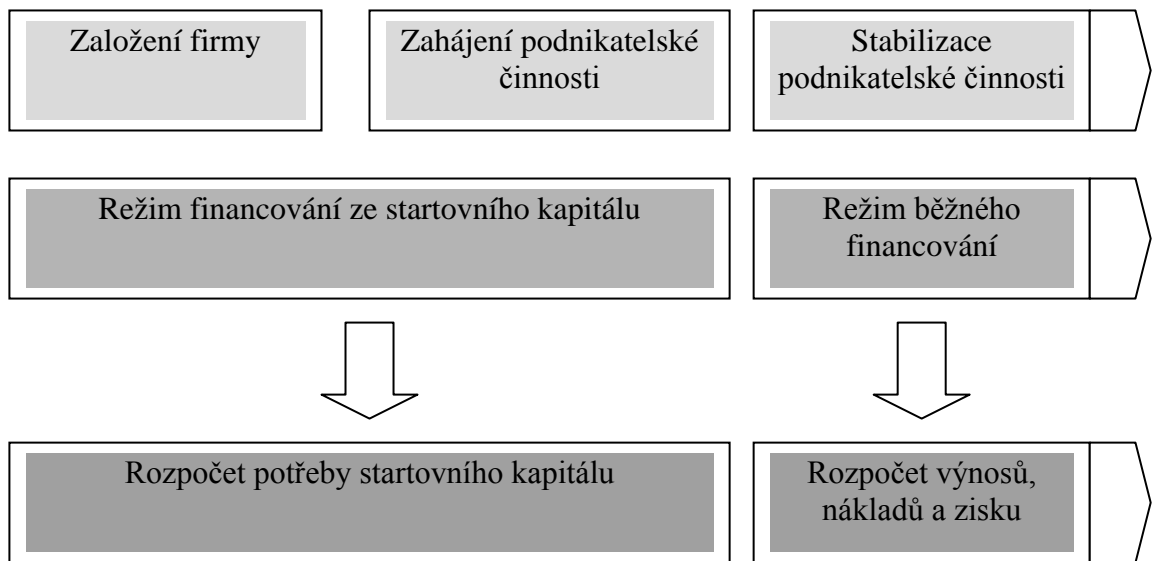 Založení firmy
Zahájení podnikatelské
činnosti
Stabilizace
podnikatelské činnosti
Režim financování ze startovního kapitálu
Režim běžného
financování
Rozpočet potřeby startovního kapitálu
Rozpočet výnosů,
nákladů a zisku